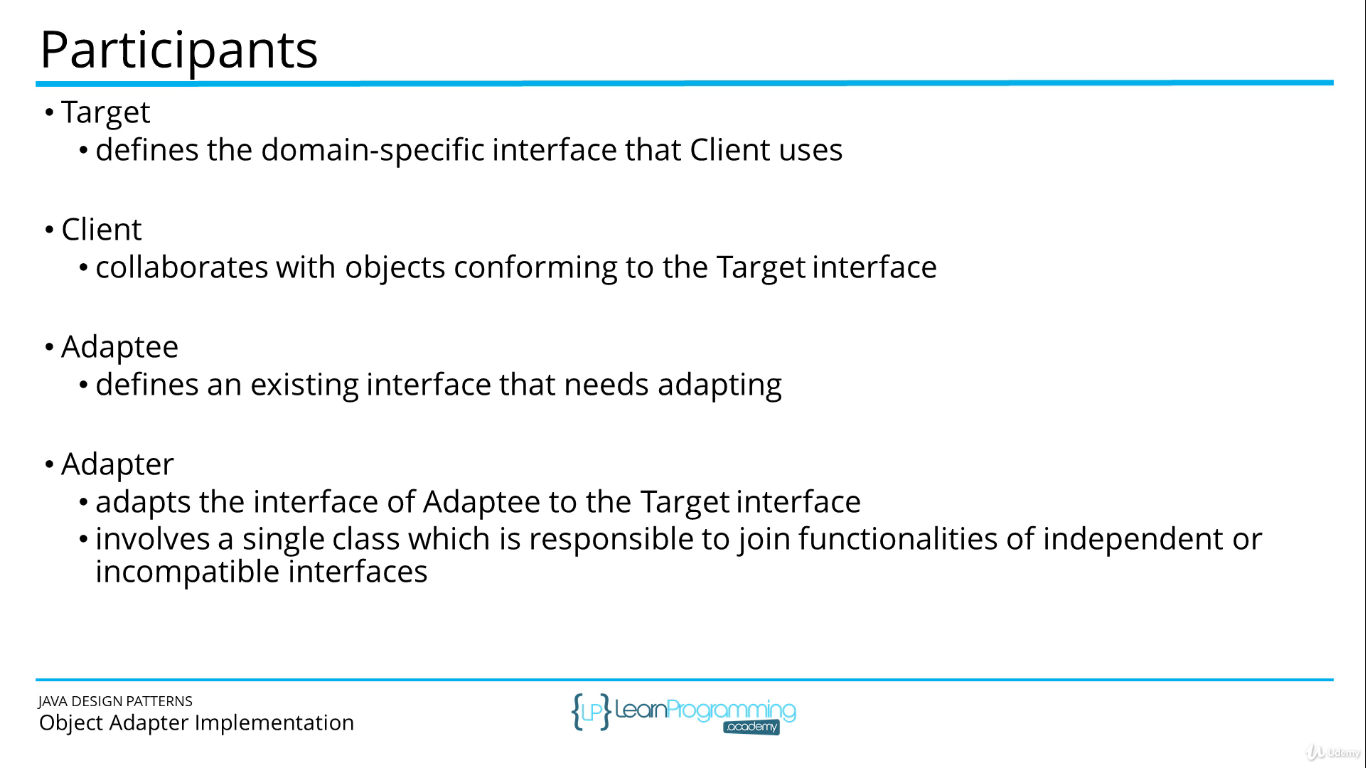 Participants
• Target
• defines the domain-specific interface that Client uses
• Client
• collaborates with objects conforming to the Target interface
• Adaptee
• defines an existing interface that needs adapting
• Adapter
• adapts the interface of Adaptee to the Target interface
• involves a single class which is responsible to join functionalities of independent or
incompatible interfaces
JAVA DESIGN PATTERNS
Object Adapter Implementation
{LP} LearnProgramming
.academy
Udemy